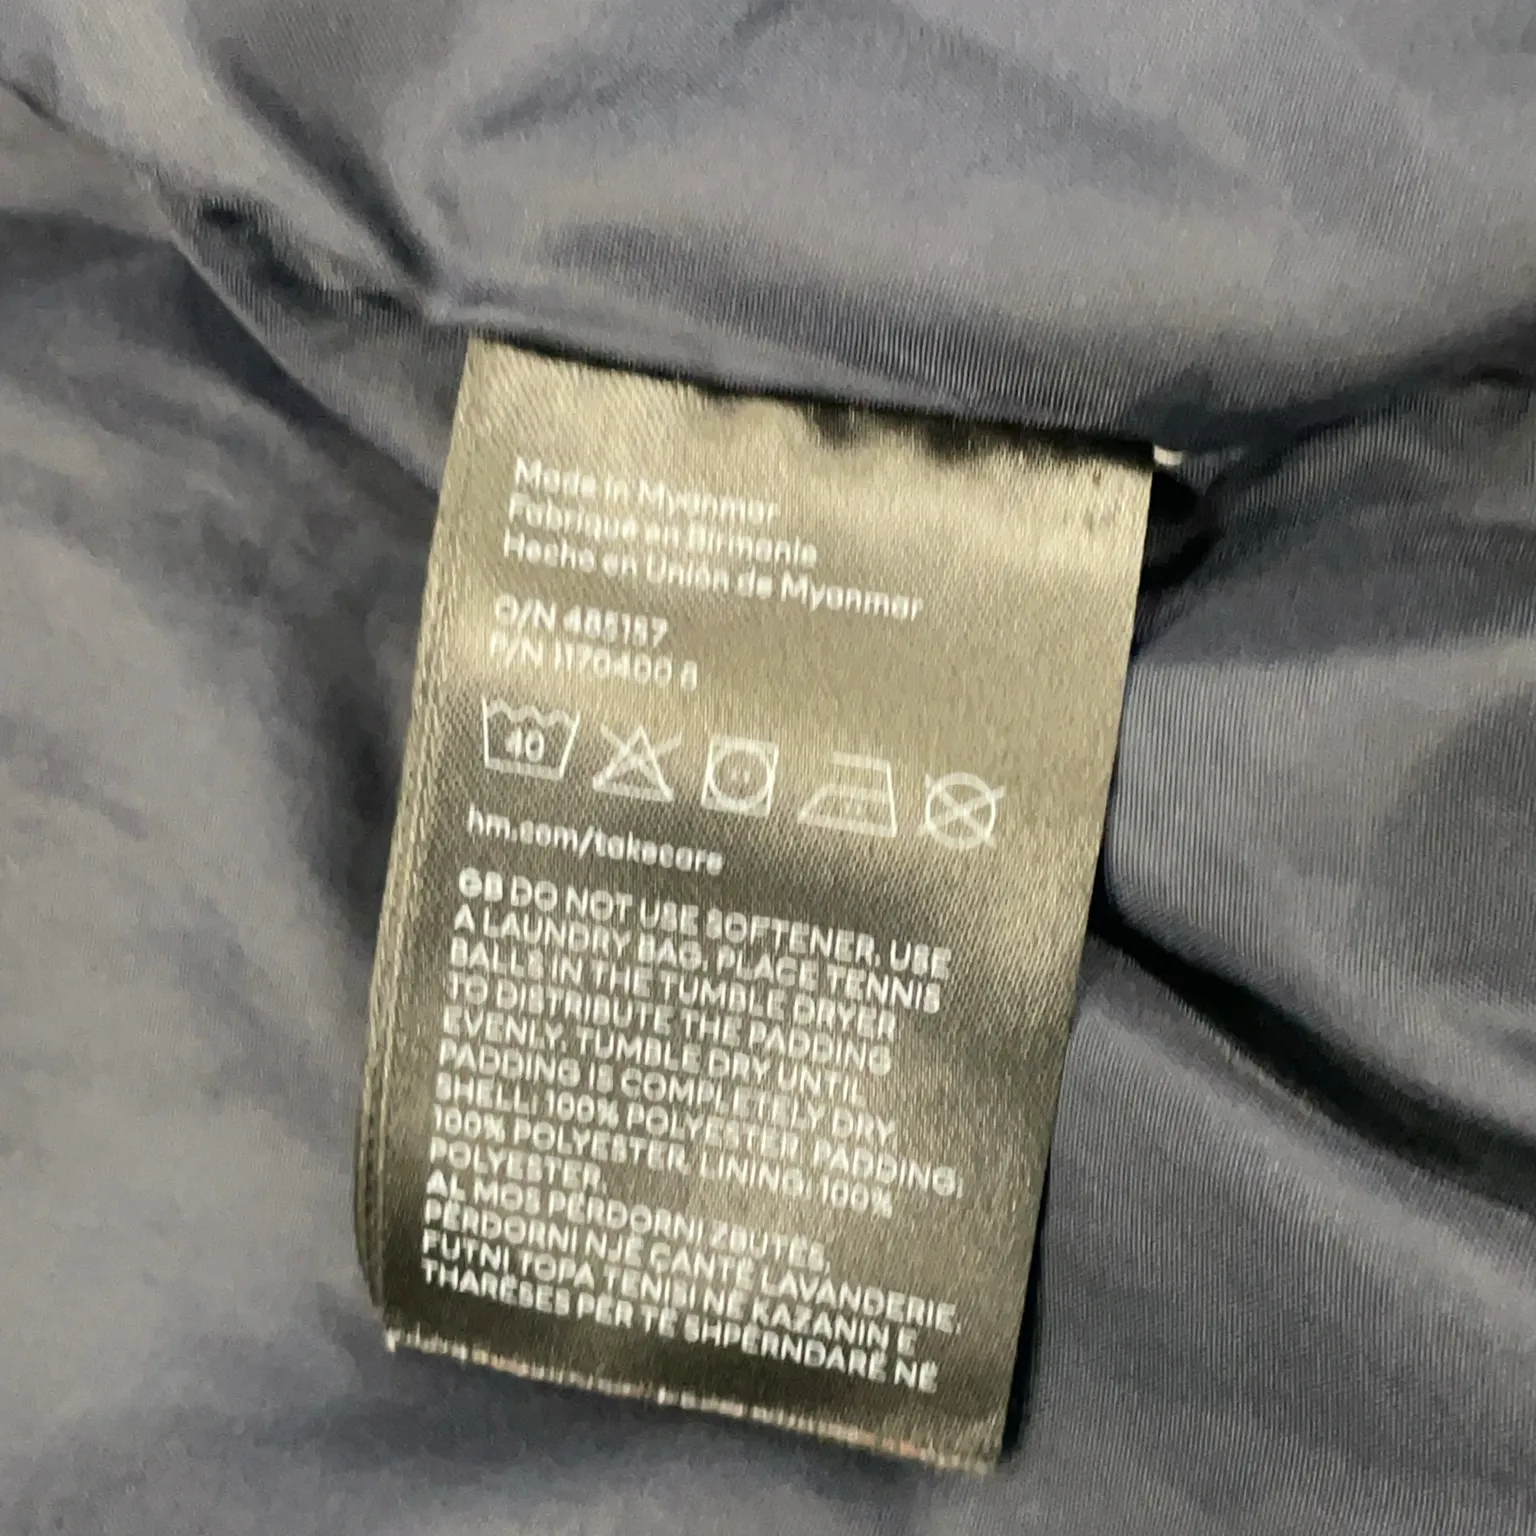 Made in Myanmar
Fabriqué en Birmanie
Hecho en Unión de Myanmar
O/N 485157
P/N 1170400 8
40
hm.com/takecare
GB DO NOT USE SOFTENER. USE
A LAUNDRY BAG. PLACE TENNIS
BALLS IN THE TUMBLE DRYER
TO DISTRIBUTE THE PADDING
EVENLY. TUMBLE DRY UNTIL
PADDING IS COMPLETELY DRY
SHELL: 100% POLYESTER. PADDING:
100% POLYESTER. LINING: 100%
POLYESTER.
AL MOS PËRDORNI ZBUTËS.
PËRDORNI NJË ÇANTË LAVANDERIE.
FUTNI TOPA TENISI NË KAZANIN E
THARËSES PËR TË SHPËRNDARË NË